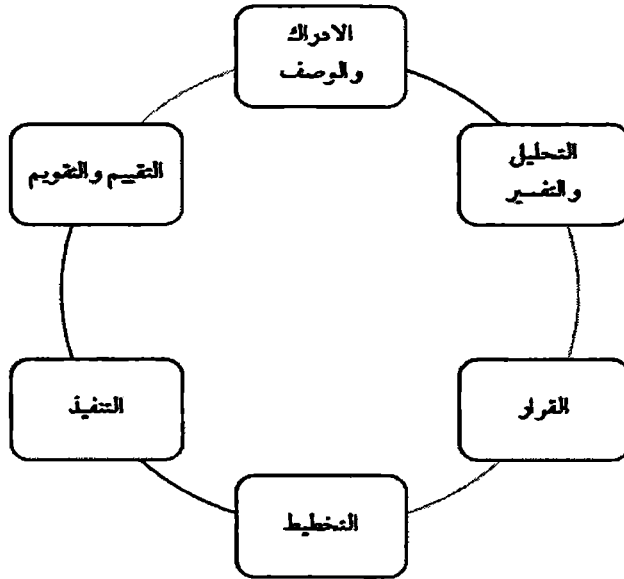 الادراك
والوصف
التحليل
والتفسير
القرار
التخطيط
التنفيذ
التقييم والتقويم